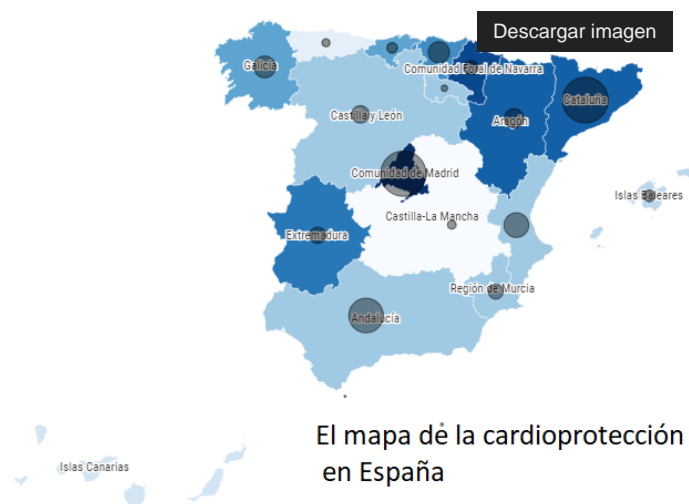 Descargar imagen
Galicia
Comunidad Foral de Navarra
Cataluña
Castilla y León
Aragón
Comunidad de Madrid
Islas Baleares
Castilla-La Mancha
Extremadura
Región de Murcia
Andalucía
El mapa de la cardioprotección
en España
Islas Canarias